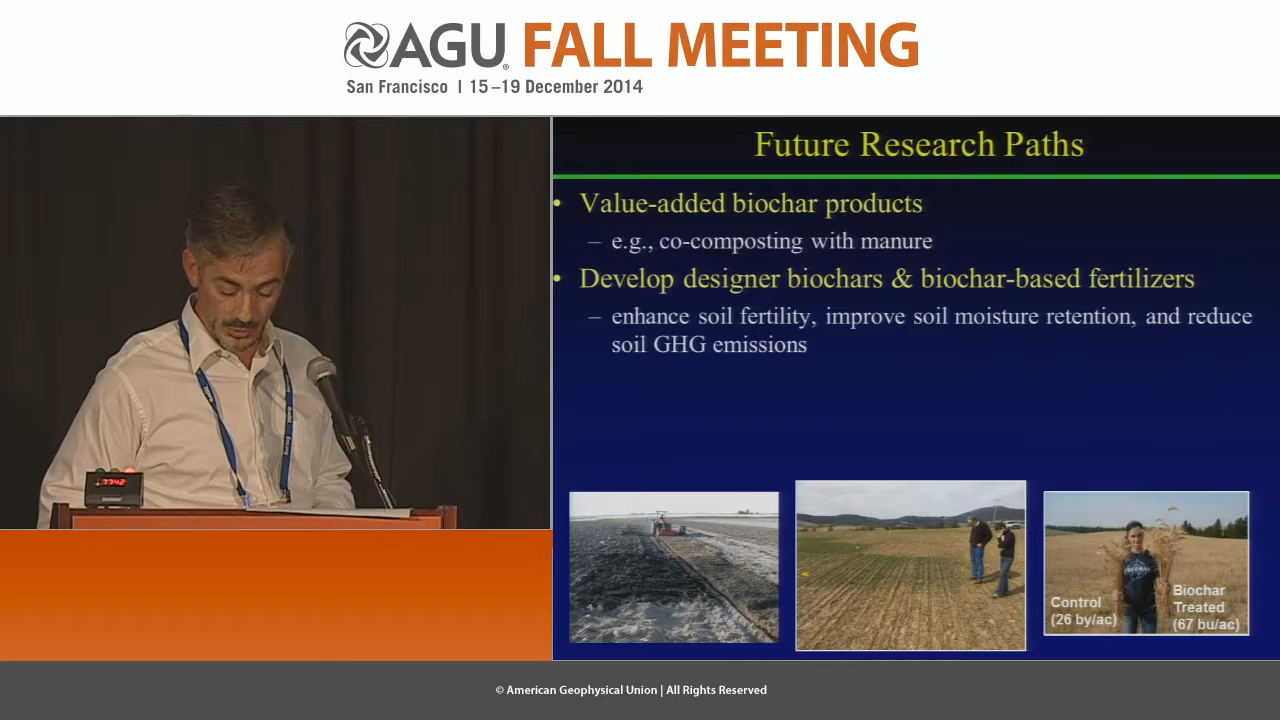 AGU FALL MEETING
San Francisco | 15–19 December 2014
Future Research Paths
• Value-added biochar products
– e.g., co-composting with manure
• Develop designer biochars & biochar-based fertilizers
– enhance soil fertility, improve soil moisture retention, and reduce
soil GHG emissions
Control
(26 by/ac)
Biochar
Treated
(67 bu/ac)
© American Geophysical Union | All Rights Reserved